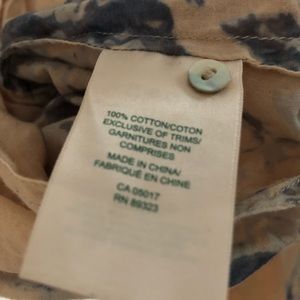 100% COTTON/COTON
EXCLUSIVE OF TRIMS/
GARNITURES NON
COMPRISES
MADE IN CHINA/
FABRIQUÉ EN CHINE
CA 05017
RN 89323